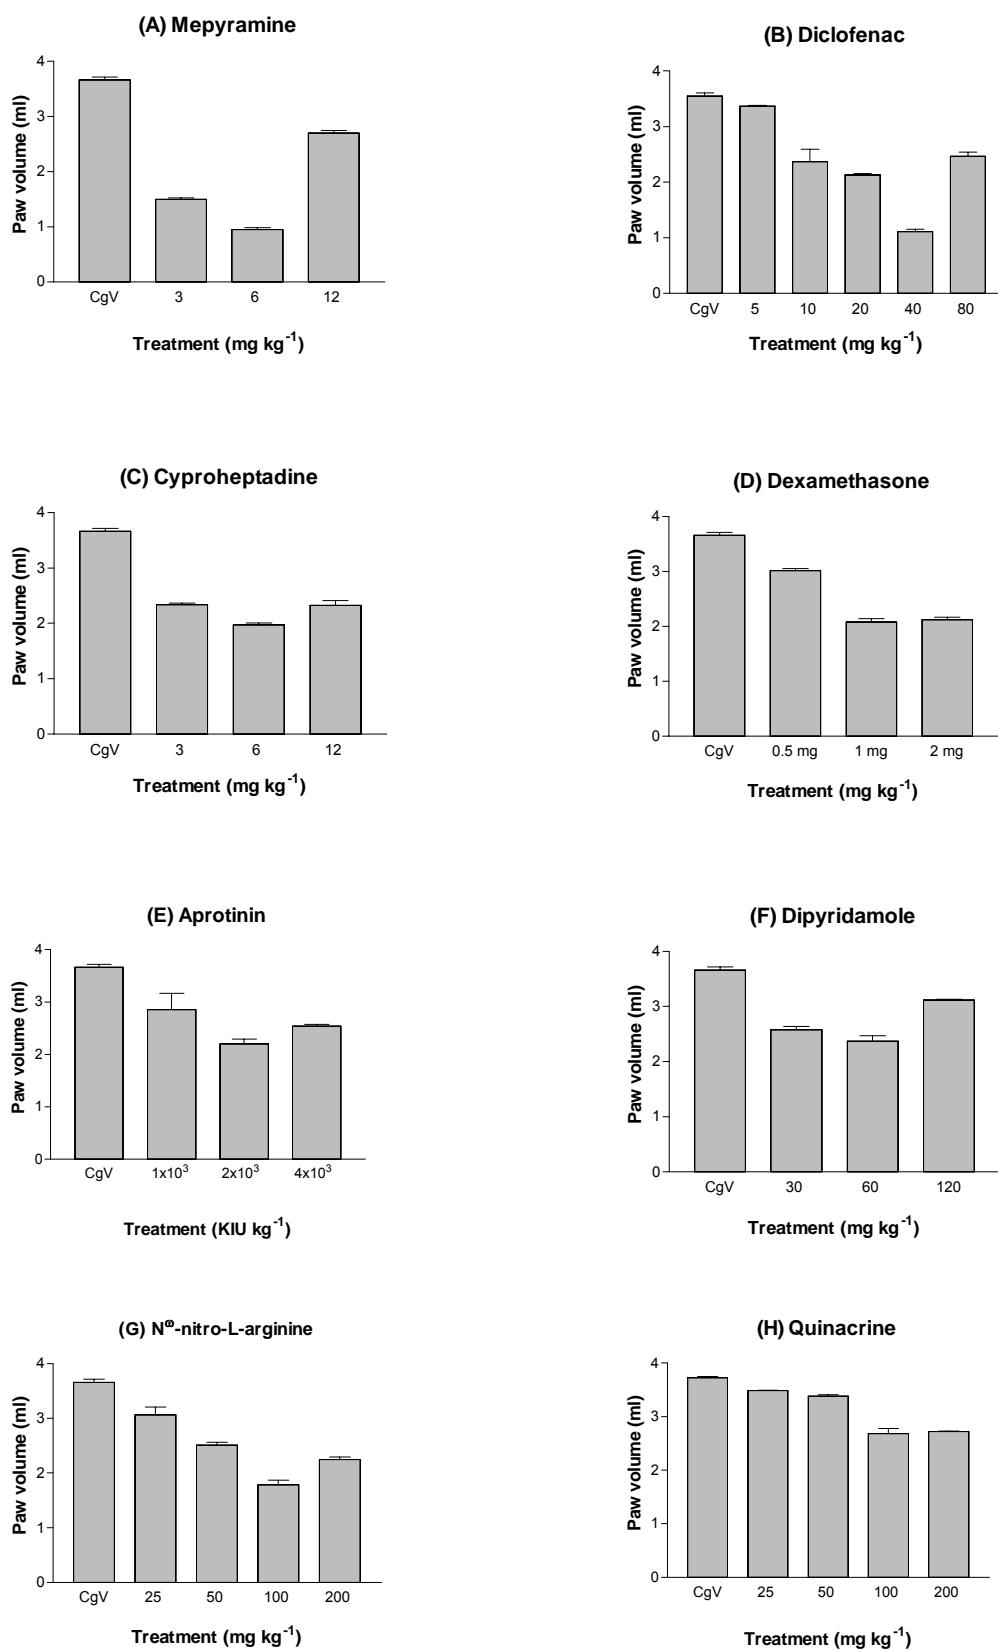 (A) Mepyramine
Paw volume (ml)
4
3
2
1
0
CgV 3 6 12
Treatment (mg kg⁻¹)
(B) Diclofenac
Paw volume (ml)
4
3
2
1
0
CgV 5 10 20 40 80
Treatment (mg kg⁻¹)
(C) Cyproheptadine
Paw volume (ml)
4
3
2
1
0
CgV 3 6 12
Treatment (mg kg⁻¹)
(D) Dexamethasone
Paw volume (ml)
4
3
2
1
0
CgV 0.5 mg 1 mg 2 mg
Treatment (mg kg⁻¹)
(E) Aprotinin
Paw volume (ml)
4
3
2
1
0
CgV 1x10³ 2x10³ 4x10³
Treatment (KIU kg⁻¹)
(F) Dipyridamole
Paw volume (ml)
4
3
2
1
0
CgV 30 60 120
Treatment (mg kg⁻¹)
(G) N^ω-nitro-L-arginine
Paw volume (ml)
4
3
2
1
0
CgV 25 50 100 200
Treatment (mg kg⁻¹)
(H) Quinacrine
Paw volume (ml)
4
3
2
1
0
CgV 25 50 100 200
Treatment (mg kg⁻¹)